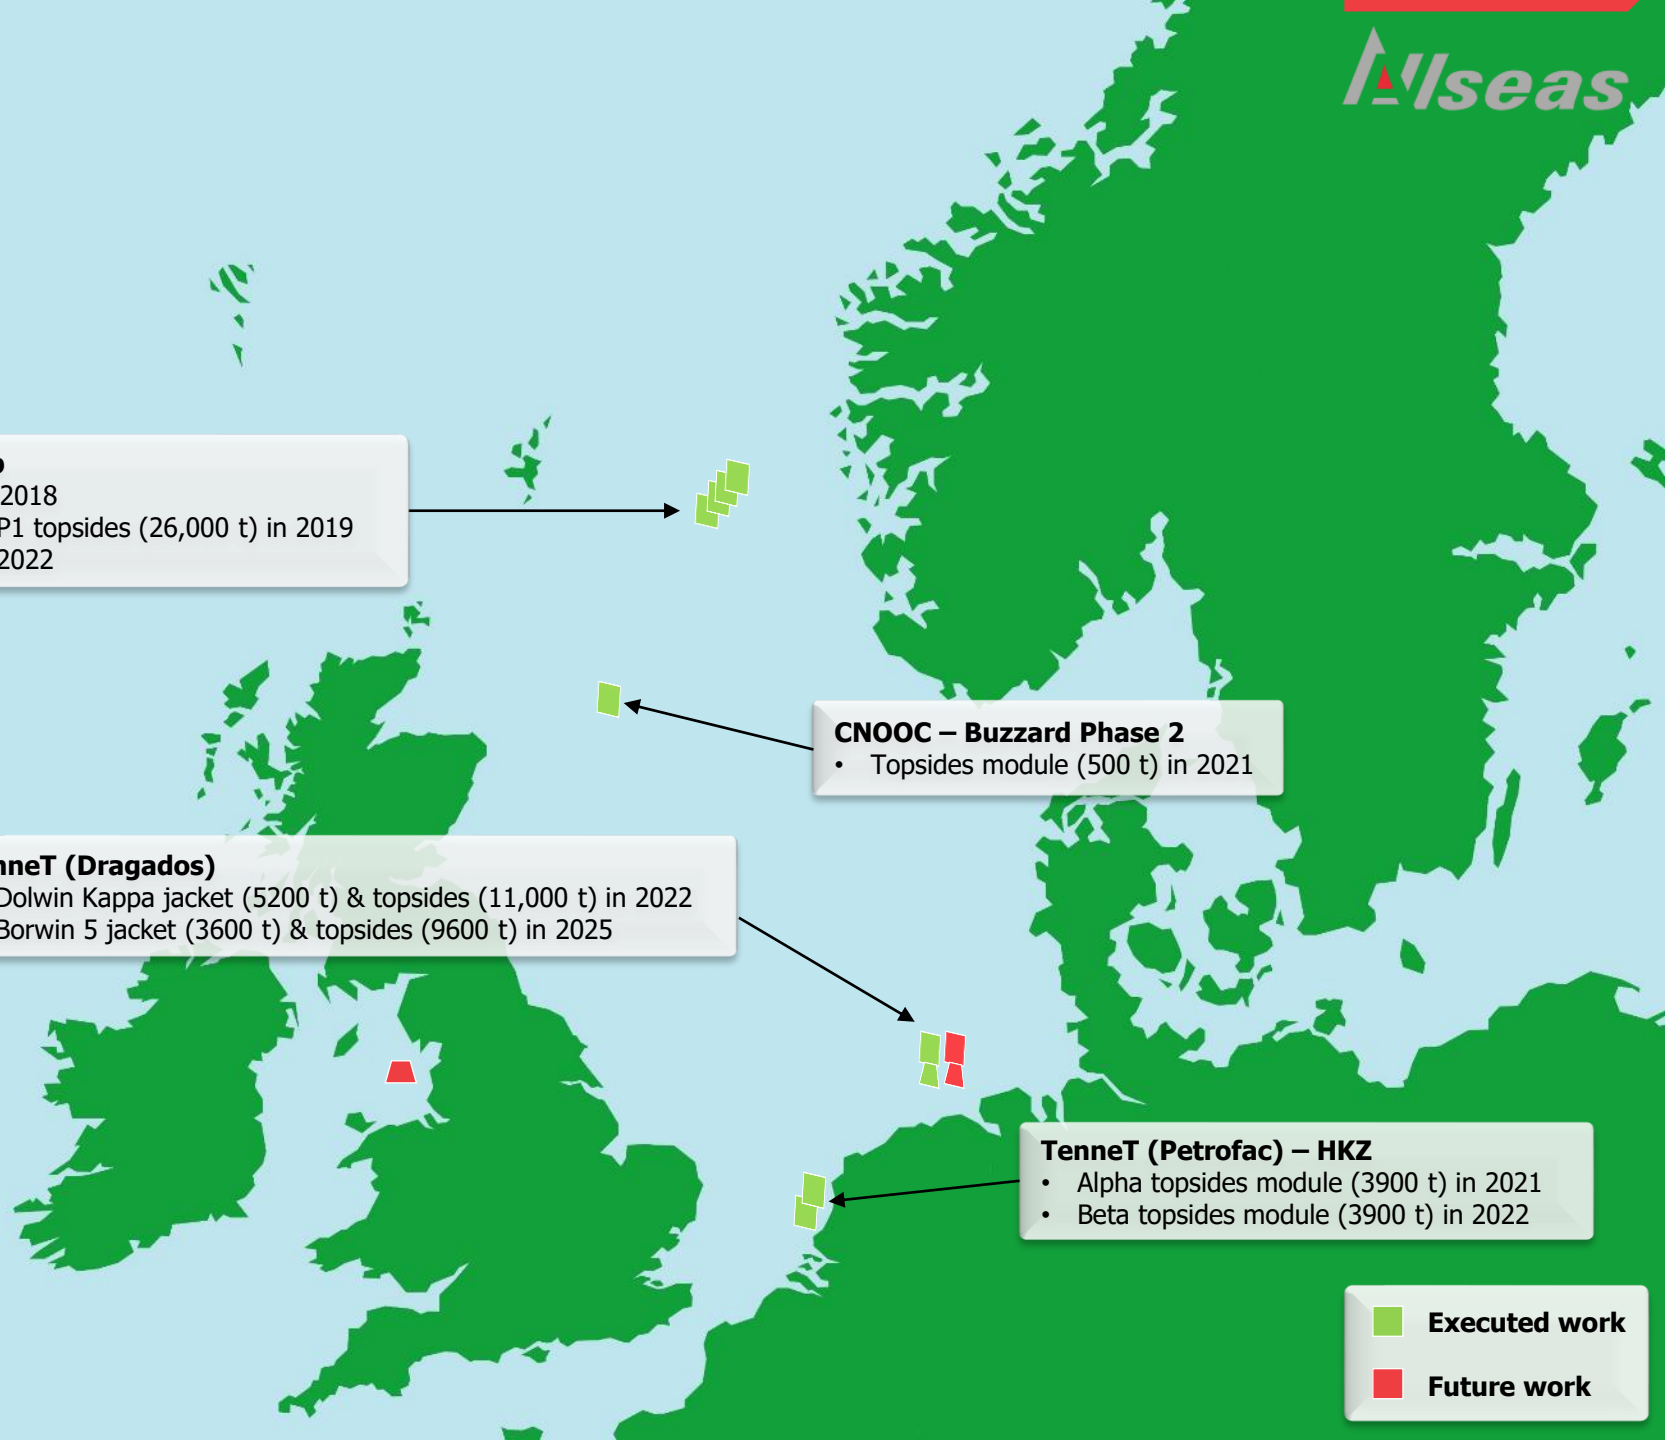 Allseas
2018
P1 topsides (26,000 t) in 2019
2022
CNOOC – Buzzard Phase 2
• Topsides module (500 t) in 2021
nneT (Dragados)
Dolwin Kappa jacket (5200 t) & topsides (11,000 t) in 2022
Borwin 5 jacket (3600 t) & topsides (9600 t) in 2025
TenneT (Petrofac) – HKZ
• Alpha topsides module (3900 t) in 2021
• Beta topsides module (3900 t) in 2022
Executed work
Future work